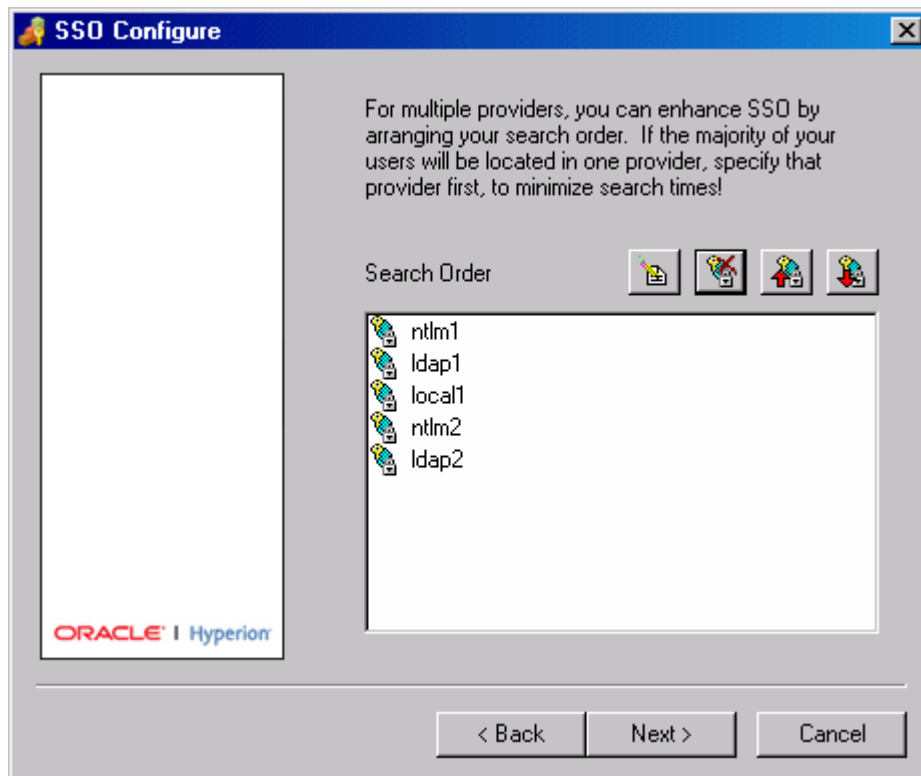 SSO Configure
For multiple providers, you can enhance SSO by
arranging your search order.  If the majority of your
users will be located in one provider, specify that
provider first, to minimize search times!
Search Order
ntlm1
ldap1
local1
ntlm2
ldap2
ORACLE | Hyperion
< Back
Next >
Cancel